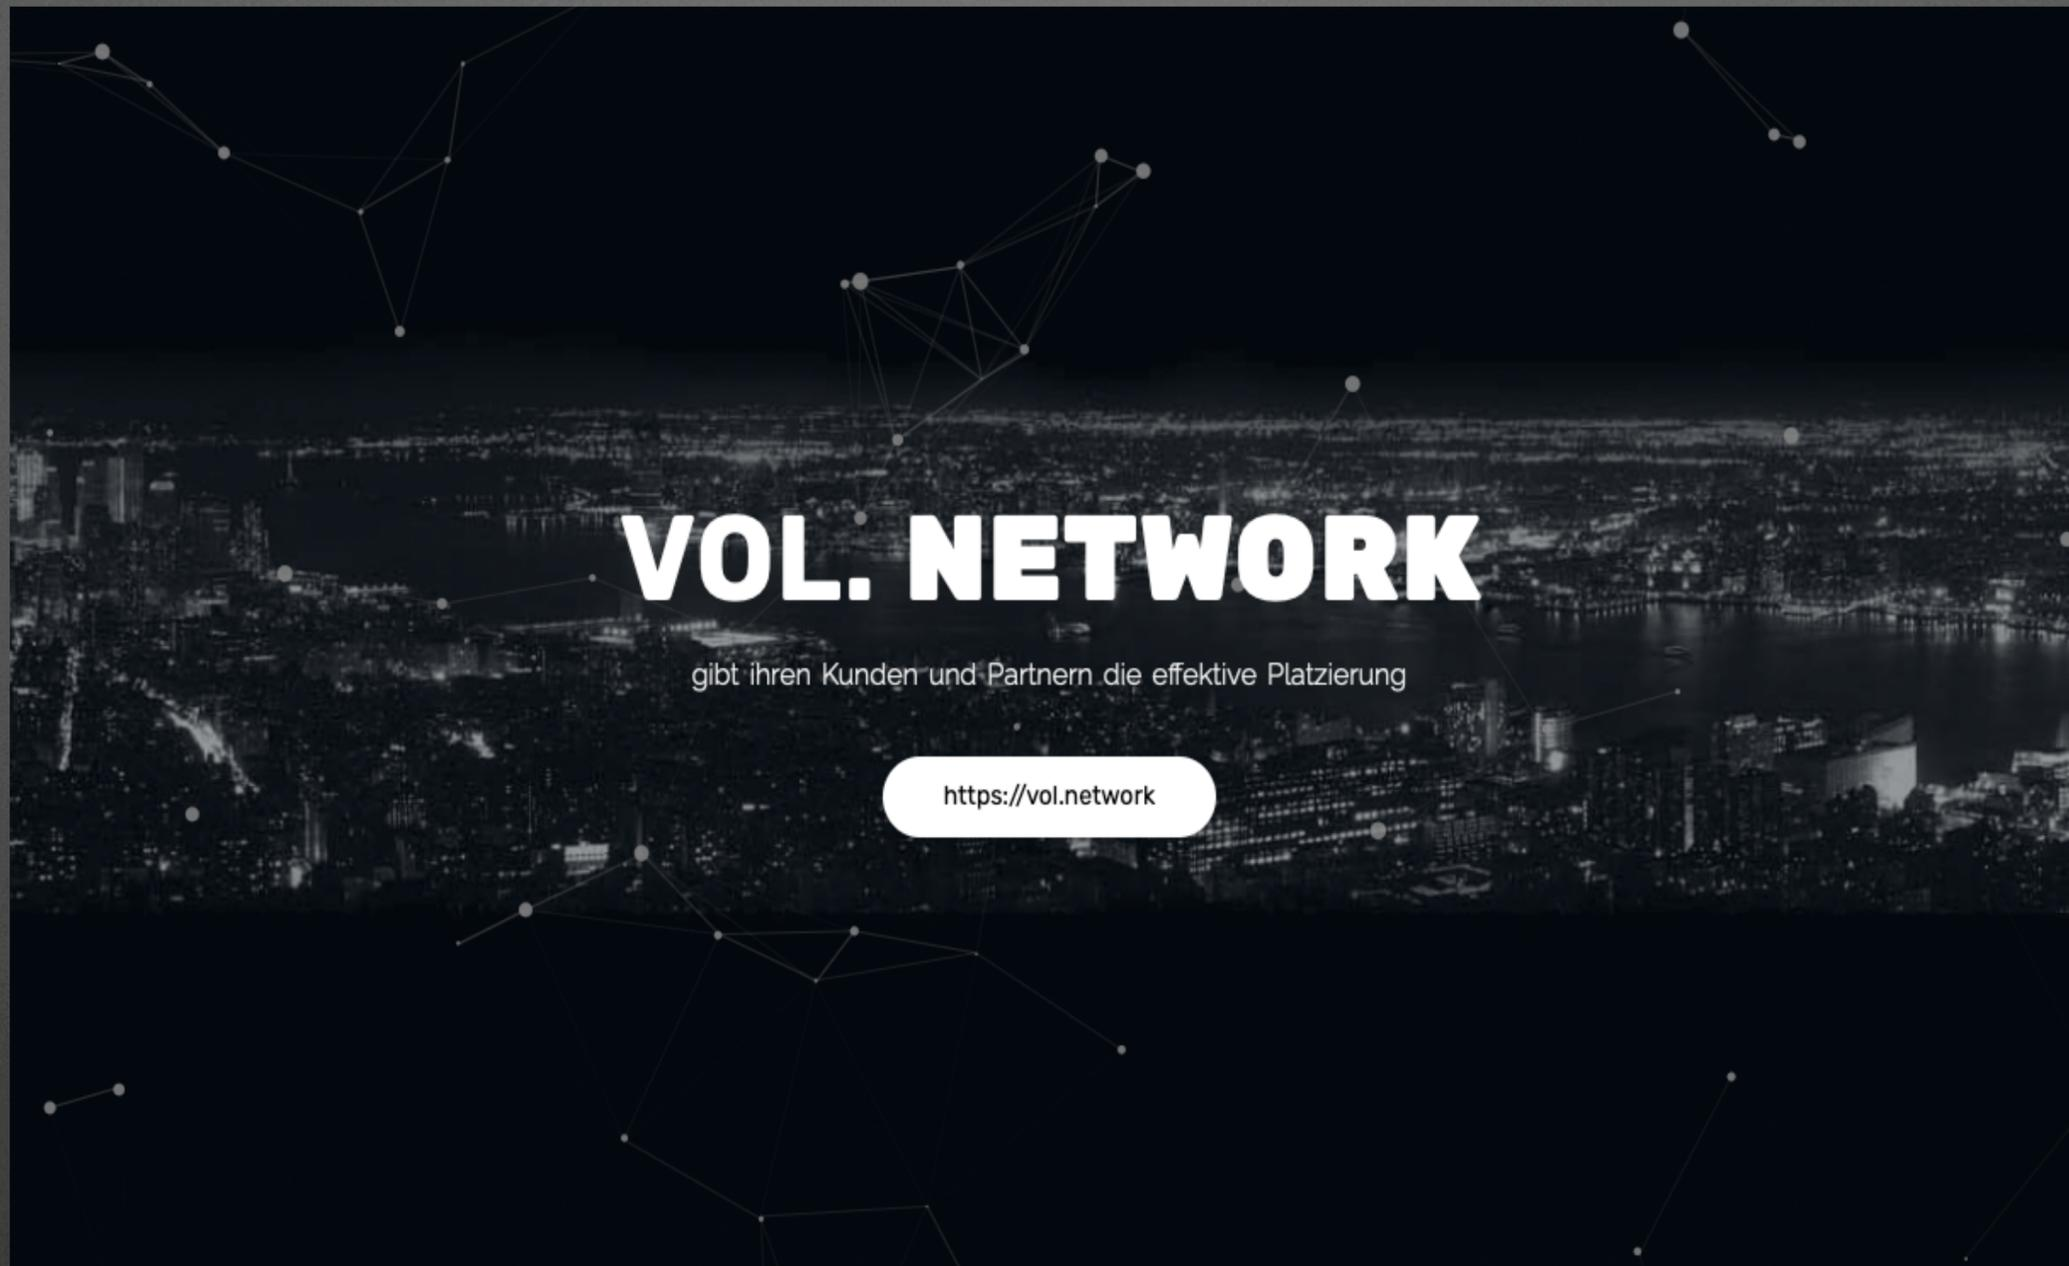 VOL. NETWORK
gibt ihren Kunden und Partnern die effektive Platzierung
https://vol.network